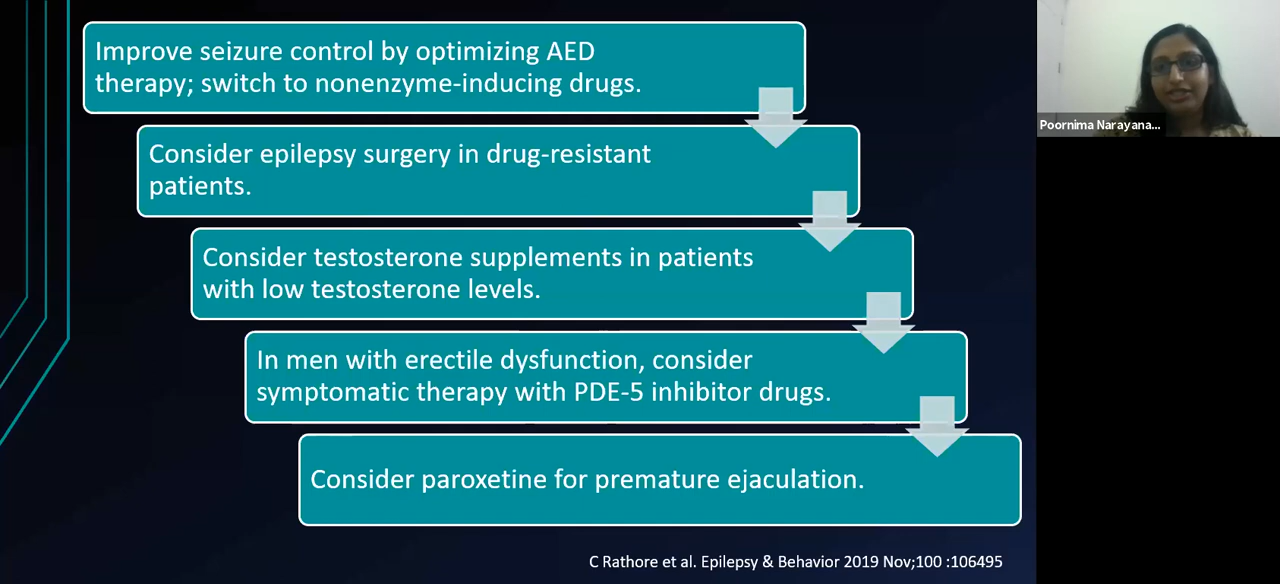 Improve seizure control by optimizing AED
therapy; switch to nonenzyme-inducing drugs.
Consider epilepsy surgery in drug-resistant
patients.
Consider testosterone supplements in patients
with low testosterone levels.
In men with erectile dysfunction, consider
symptomatic therapy with PDE-5 inhibitor drugs.
Consider paroxetine for premature ejaculation.
C Rathore et al. Epilepsy & Behavior 2019 Nov;100 :106495
Poornima Narayana...